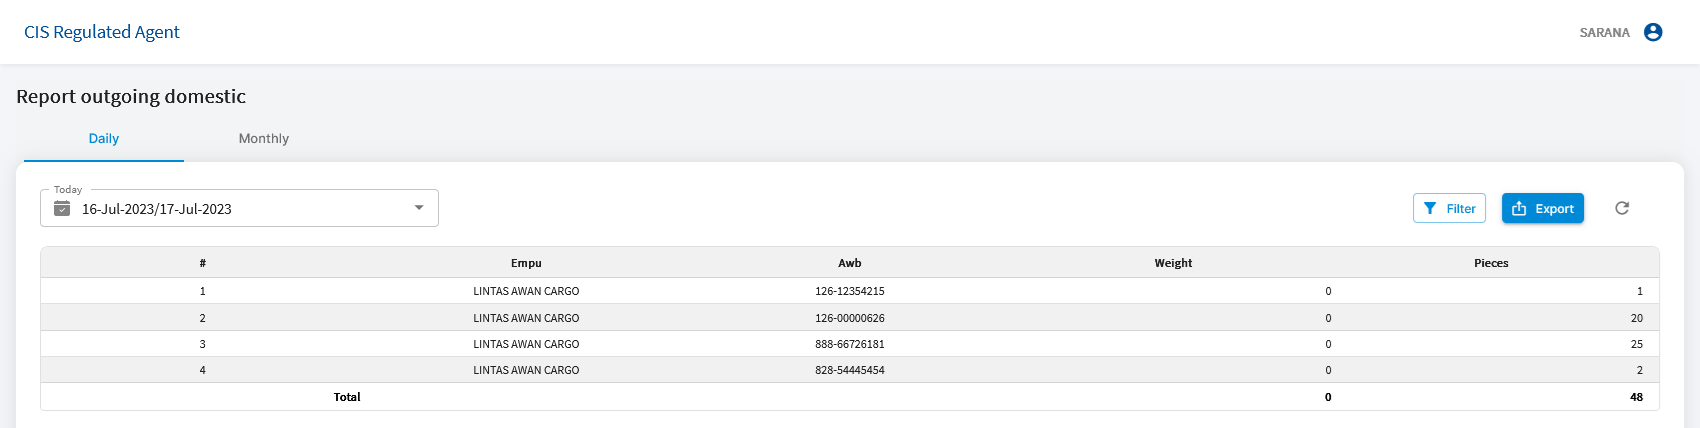 CIS Regulated Agent SARANA
Report outgoing domestic
Daily Monthly
Today
16-Jul-2023/17-Jul-2023 Filter Export
# Empu Awb Weight Pieces
1 LINTAS AWAN CARGO 126-12354215 0 1
2 LINTAS AWAN CARGO 126-00000626 0 20
3 LINTAS AWAN CARGO 888-66726181 0 25
4 LINTAS AWAN CARGO 828-54445454 0 2
Total 0 48